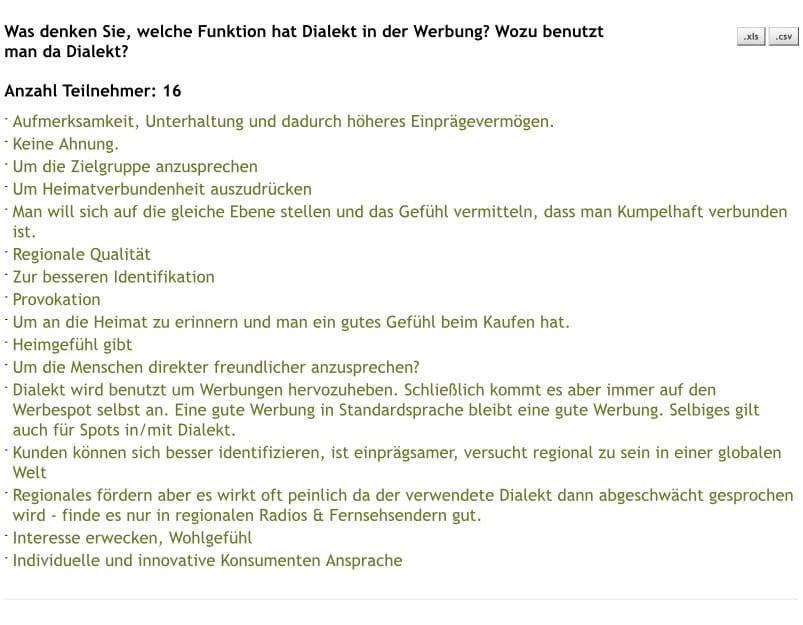 Was denken Sie, welche Funktion hat Dialekt in der Werbung? Wozu benutzt
man da Dialekt?
.xls .csv
Anzahl Teilnehmer: 16
- Aufmerksamkeit, Unterhaltung und dadurch höheres Einprägevermögen.
- Keine Ahnung.
- Um die Zielgruppe anzusprechen
- Um Heimatverbundenheit auszudrücken
- Man will sich auf die gleiche Ebene stellen und das Gefühl vermitteln, dass man Kumpelhaft verbunden
ist.
- Regionale Qualität
- Zur besseren Identifikation
- Provokation
- Um an die Heimat zu erinnern und man ein gutes Gefühl beim Kaufen hat.
- Heimgefühl gibt
- Um die Menschen direkter freundlicher anzusprechen?
- Dialekt wird benutzt um Werbungen hervozuheben. Schließlich kommt es aber immer auf den
Werbespot selbst an. Eine gute Werbung in Standardsprache bleibt eine gute Werbung. Selbiges gilt
auch für Spots in/mit Dialekt.
- Kunden können sich besser identifizieren, ist einprägsamer, versucht regional zu sein in einer globalen
Welt
- Regionales fördern aber es wirkt oft peinlich da der verwendete Dialekt dann abgeschwächt gesprochen
wird - finde es nur in regionalen Radios & Fernsehsendern gut.
- Interesse erwecken, Wohlgefühl
- Individuelle und innovative Konsumenten Ansprache